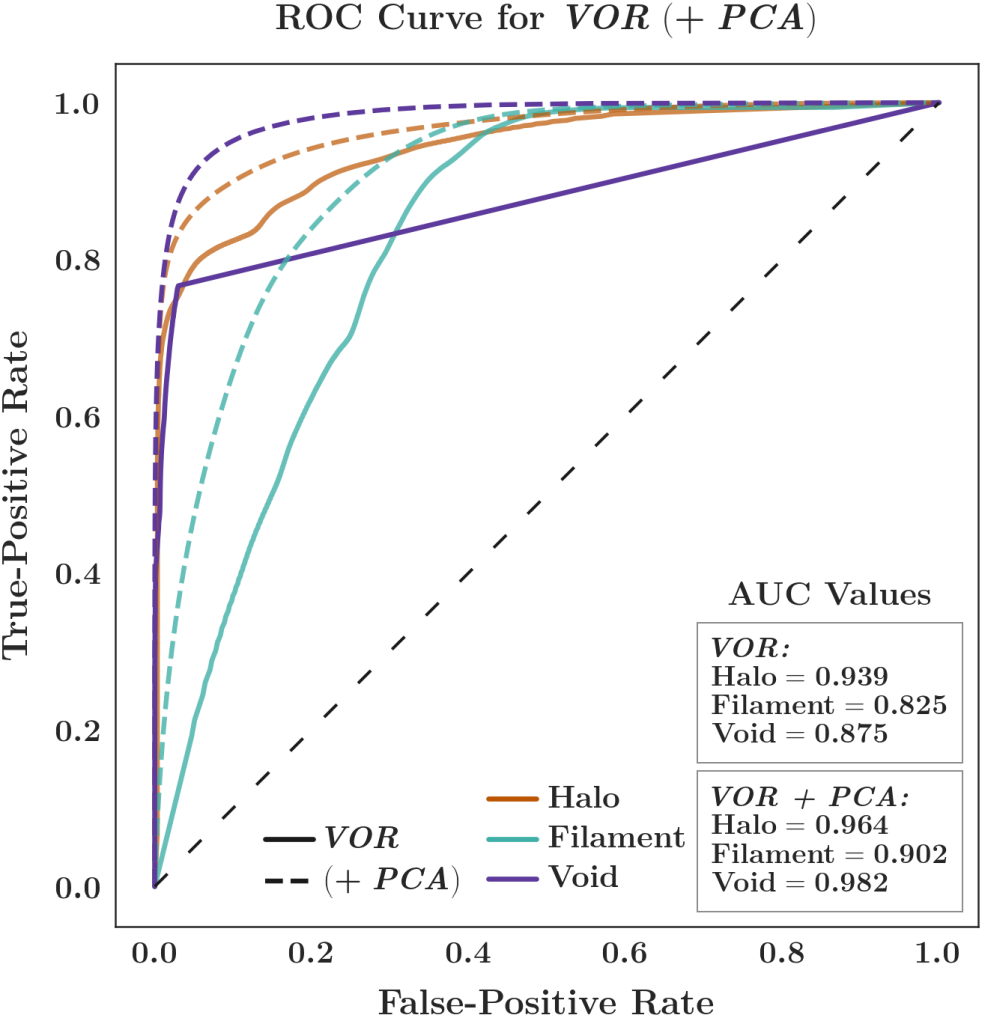 ROC Curve for VOR (+ PCA)
True-Positive Rate
1.0
0.8
0.6
0.4
0.2
0.0
0.0 0.2 0.4 0.6 0.8 1.0
False-Positive Rate
VOR
(+ PCA)
Halo
Filament
Void
AUC Values
VOR:
Halo = 0.939
Filament = 0.825
Void = 0.875
VOR + PCA:
Halo = 0.964
Filament = 0.902
Void = 0.982